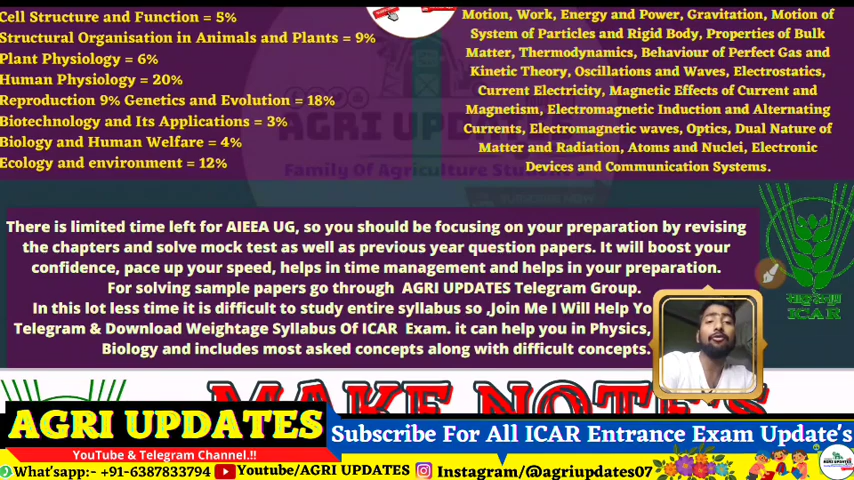 Cell Structure and Function = 5%
Structural Organisation in Animals and Plants = 9%
Plant Physiology = 6%
Human Physiology = 20%
Reproduction 9% Genetics and Evolution = 18%
Biotechnology and Its Applications = 3%
Biology and Human Welfare = 4%
Ecology and environment = 12%
Motion, Work, Energy and Power, Gravitation, Motion of
System of Particles and Rigid Body, Properties of Bulk
Matter, Thermodynamics, Behaviour of Perfect Gas and
Kinetic Theory, Oscillations and Waves, Electrostatics,
Current Electricity, Magnetic Effects of Current and
Magnetism, Electromagnetic Induction and Alternating
Currents, Electromagnetic waves, Optics, Dual Nature of
Matter and Radiation, Atoms and Nuclei, Electronic
Devices and Communication Systems.
AGRI UPDATES
Family Of Agriculture Students
There is limited time left for AIEEA UG, so you should be focusing on your preparation by revising
the chapters and solve mock test as well as previous year question papers. It will boost your
confidence, pace up your speed, helps in time management and helps in your preparation.
For solving sample papers go through AGRI UPDATES Telegram Group.
In this lot less time it is difficult to study entire syllabus so ,Join Me I Will Help Yo
Telegram & Download Weightage Syllabus Of ICAR Exam. it can help you in Physics,
Biology and includes most asked concepts along with difficult concepts.
भाकृअनुप
ICAR
MAKE NOTES
AGRI UPDATES
YouTube & Telegram Channel.!!
Subscribe For All ICAR Entrance Exam Update's
What'sapp:- +91-6387833794
Youtube/AGRI UPDATES
Instagram/@agriupdates07